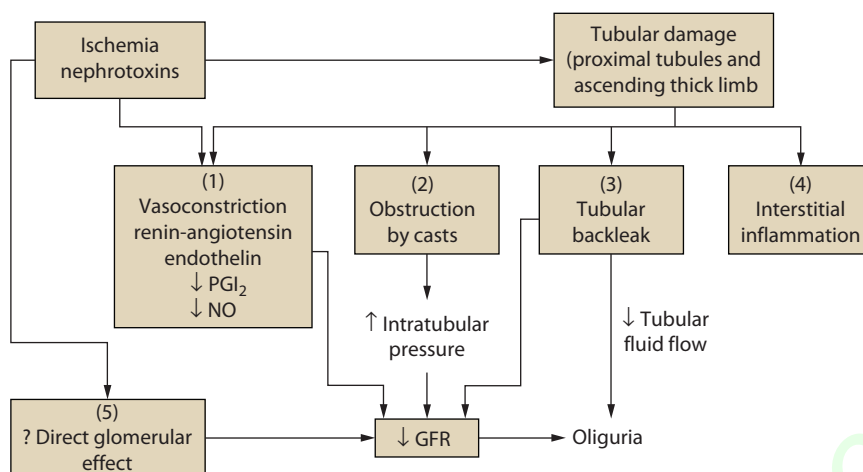 Ischemia
nephrotoxins
Tubular damage
(proximal tubules and
ascending thick limb
(1)
Vasoconstriction
renin-angiotensin
endothelin
↓ PGI₂
↓ NO
(2)
Obstruction
by casts
(3)
Tubular
backleak
(4)
Interstitial
inflammation
↑ Intratubular
pressure
↓ Tubular
fluid flow
(5)
? Direct glomerular
effect
↓ GFR
Oliguria